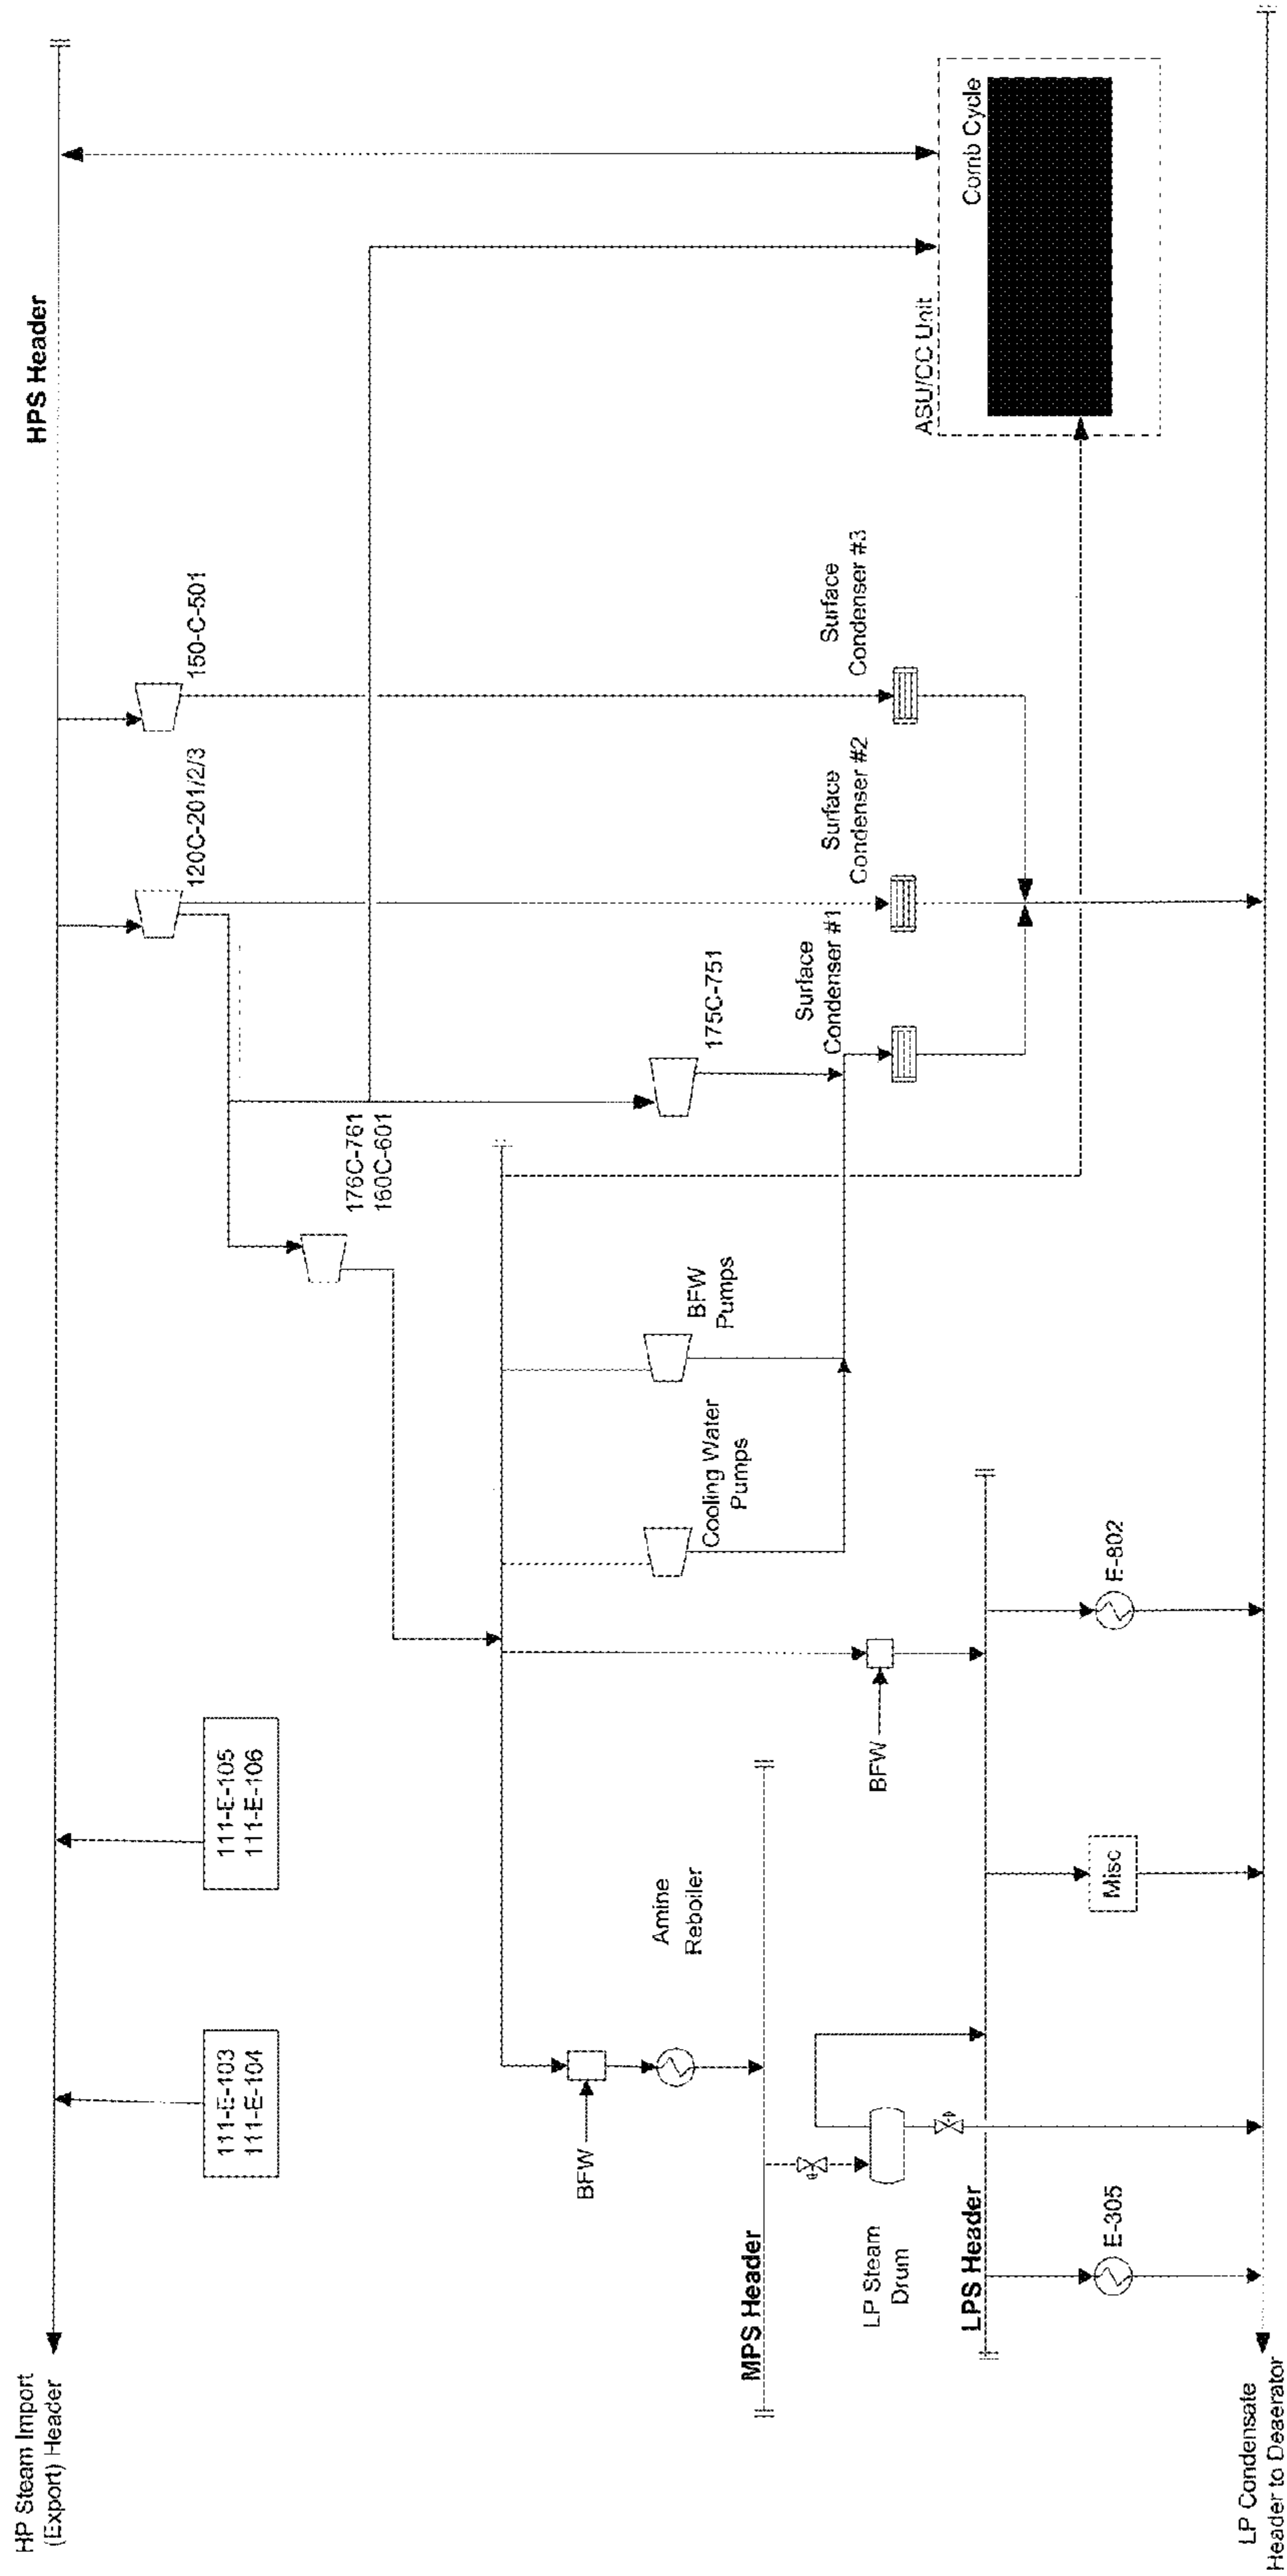 HP Steam Import
(Export) Header
HPS Header
111-E-103
111-E-104
111-E-105
111-E-106
120C-201/2/3
150-C-501
176C-761
160C-601
175C-751
BFW
Amine
Reboiler
Cooling Water
Pumps
BFW
Pumps
MPS Header
LP Steam
Drum
BFW
Surface
Condenser #1
Surface
Condenser #2
Surface
Condenser #3
ASU/CC Unit
Comb Cycle
LPS Header
E-305
Misc
E-802
LP Condensate
Header to Deaerator